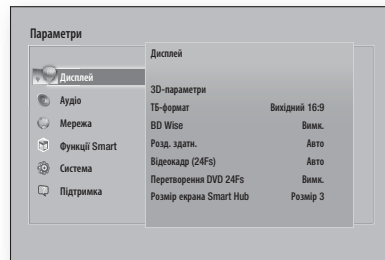 Параметри
Дисплей
Аудіо
Мережа
Функції Smart
Система
Підтримка
Дисплей
3D-параметри
ТБ-формат Вихідний 16:9
BD Wise Вимк.
Розд. здатн. Авто
Відеокадр (24Fs) Авто
Перетворення DVD 24Fs Вимк.
Розмір екрана Smart Hub Розмір 3